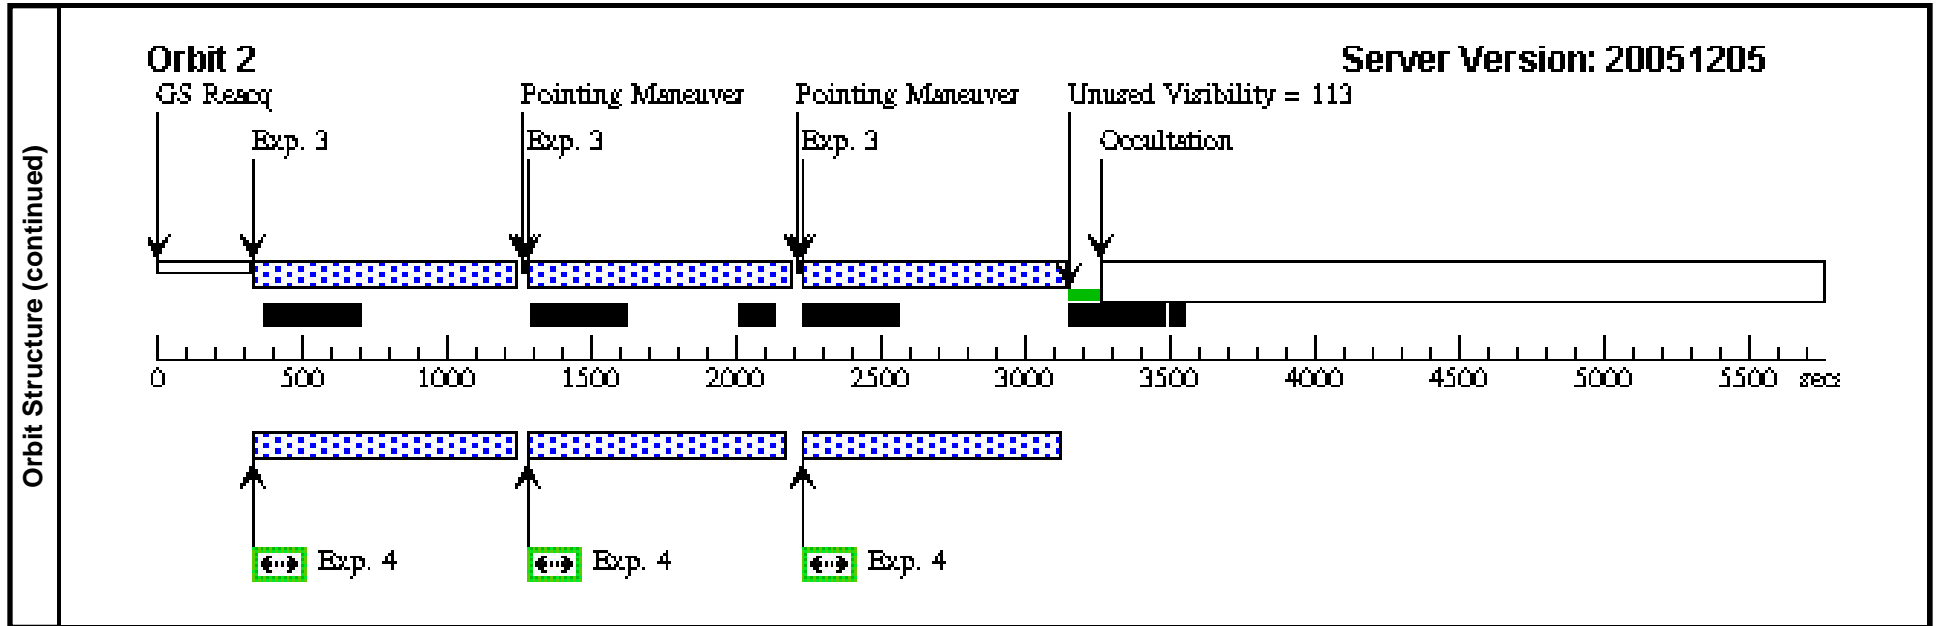 Orbit Structure (continued)
Orbit 2
Server Version: 20051205
GS Reacq
Pointing Maneuver
Pointing Maneuver
Unused Visibility = 113
Exp. 3
Exp. 3
Exp. 3
Occultation
0 500 1000 1500 2000 2500 3000 3500 4000 4500 5000 5500 secs
Exp. 4
Exp. 4
Exp. 4